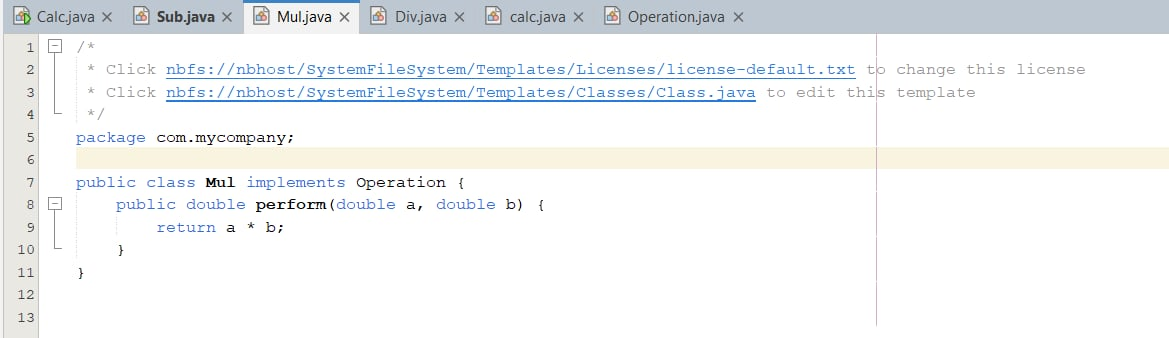 Calc.java Sub.java Mul.java Div.java calc.java Operation.java
1 /*
2 * Click nbfs://nbhost/SystemFileSystem/Templates/Licenses/license-default.txt to change this license
3 * Click nbfs://nbhost/SystemFileSystem/Templates/Classes/Class.java to edit this template
4 */
5 package com.mycompany;
6
7 public class Mul implements Operation {
8 public double perform(double a, double b) {
9 return a * b;
10 }
11 }
12
13